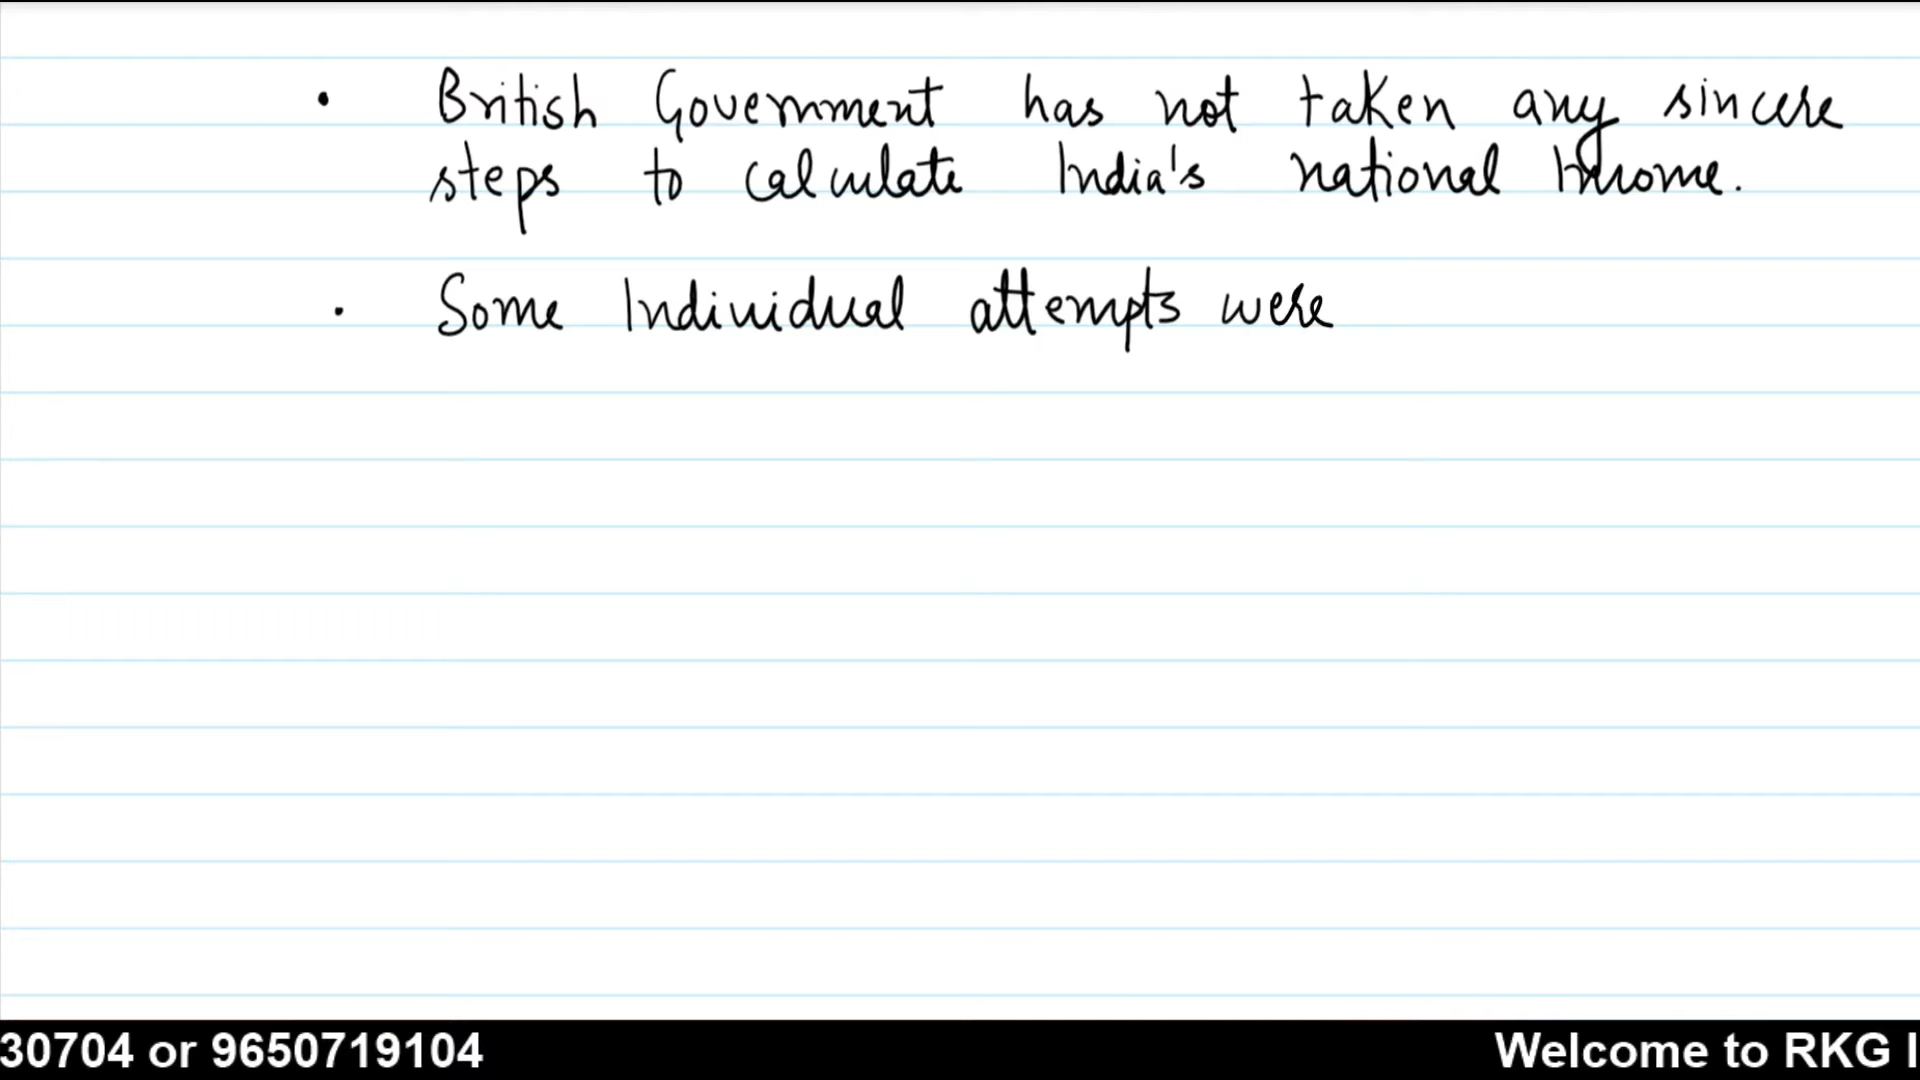 • British Government has not taken any sincere
steps to calculate India's national Income.
• Some Individual attempts were
30704 or 9650719104
Welcome to RKG I